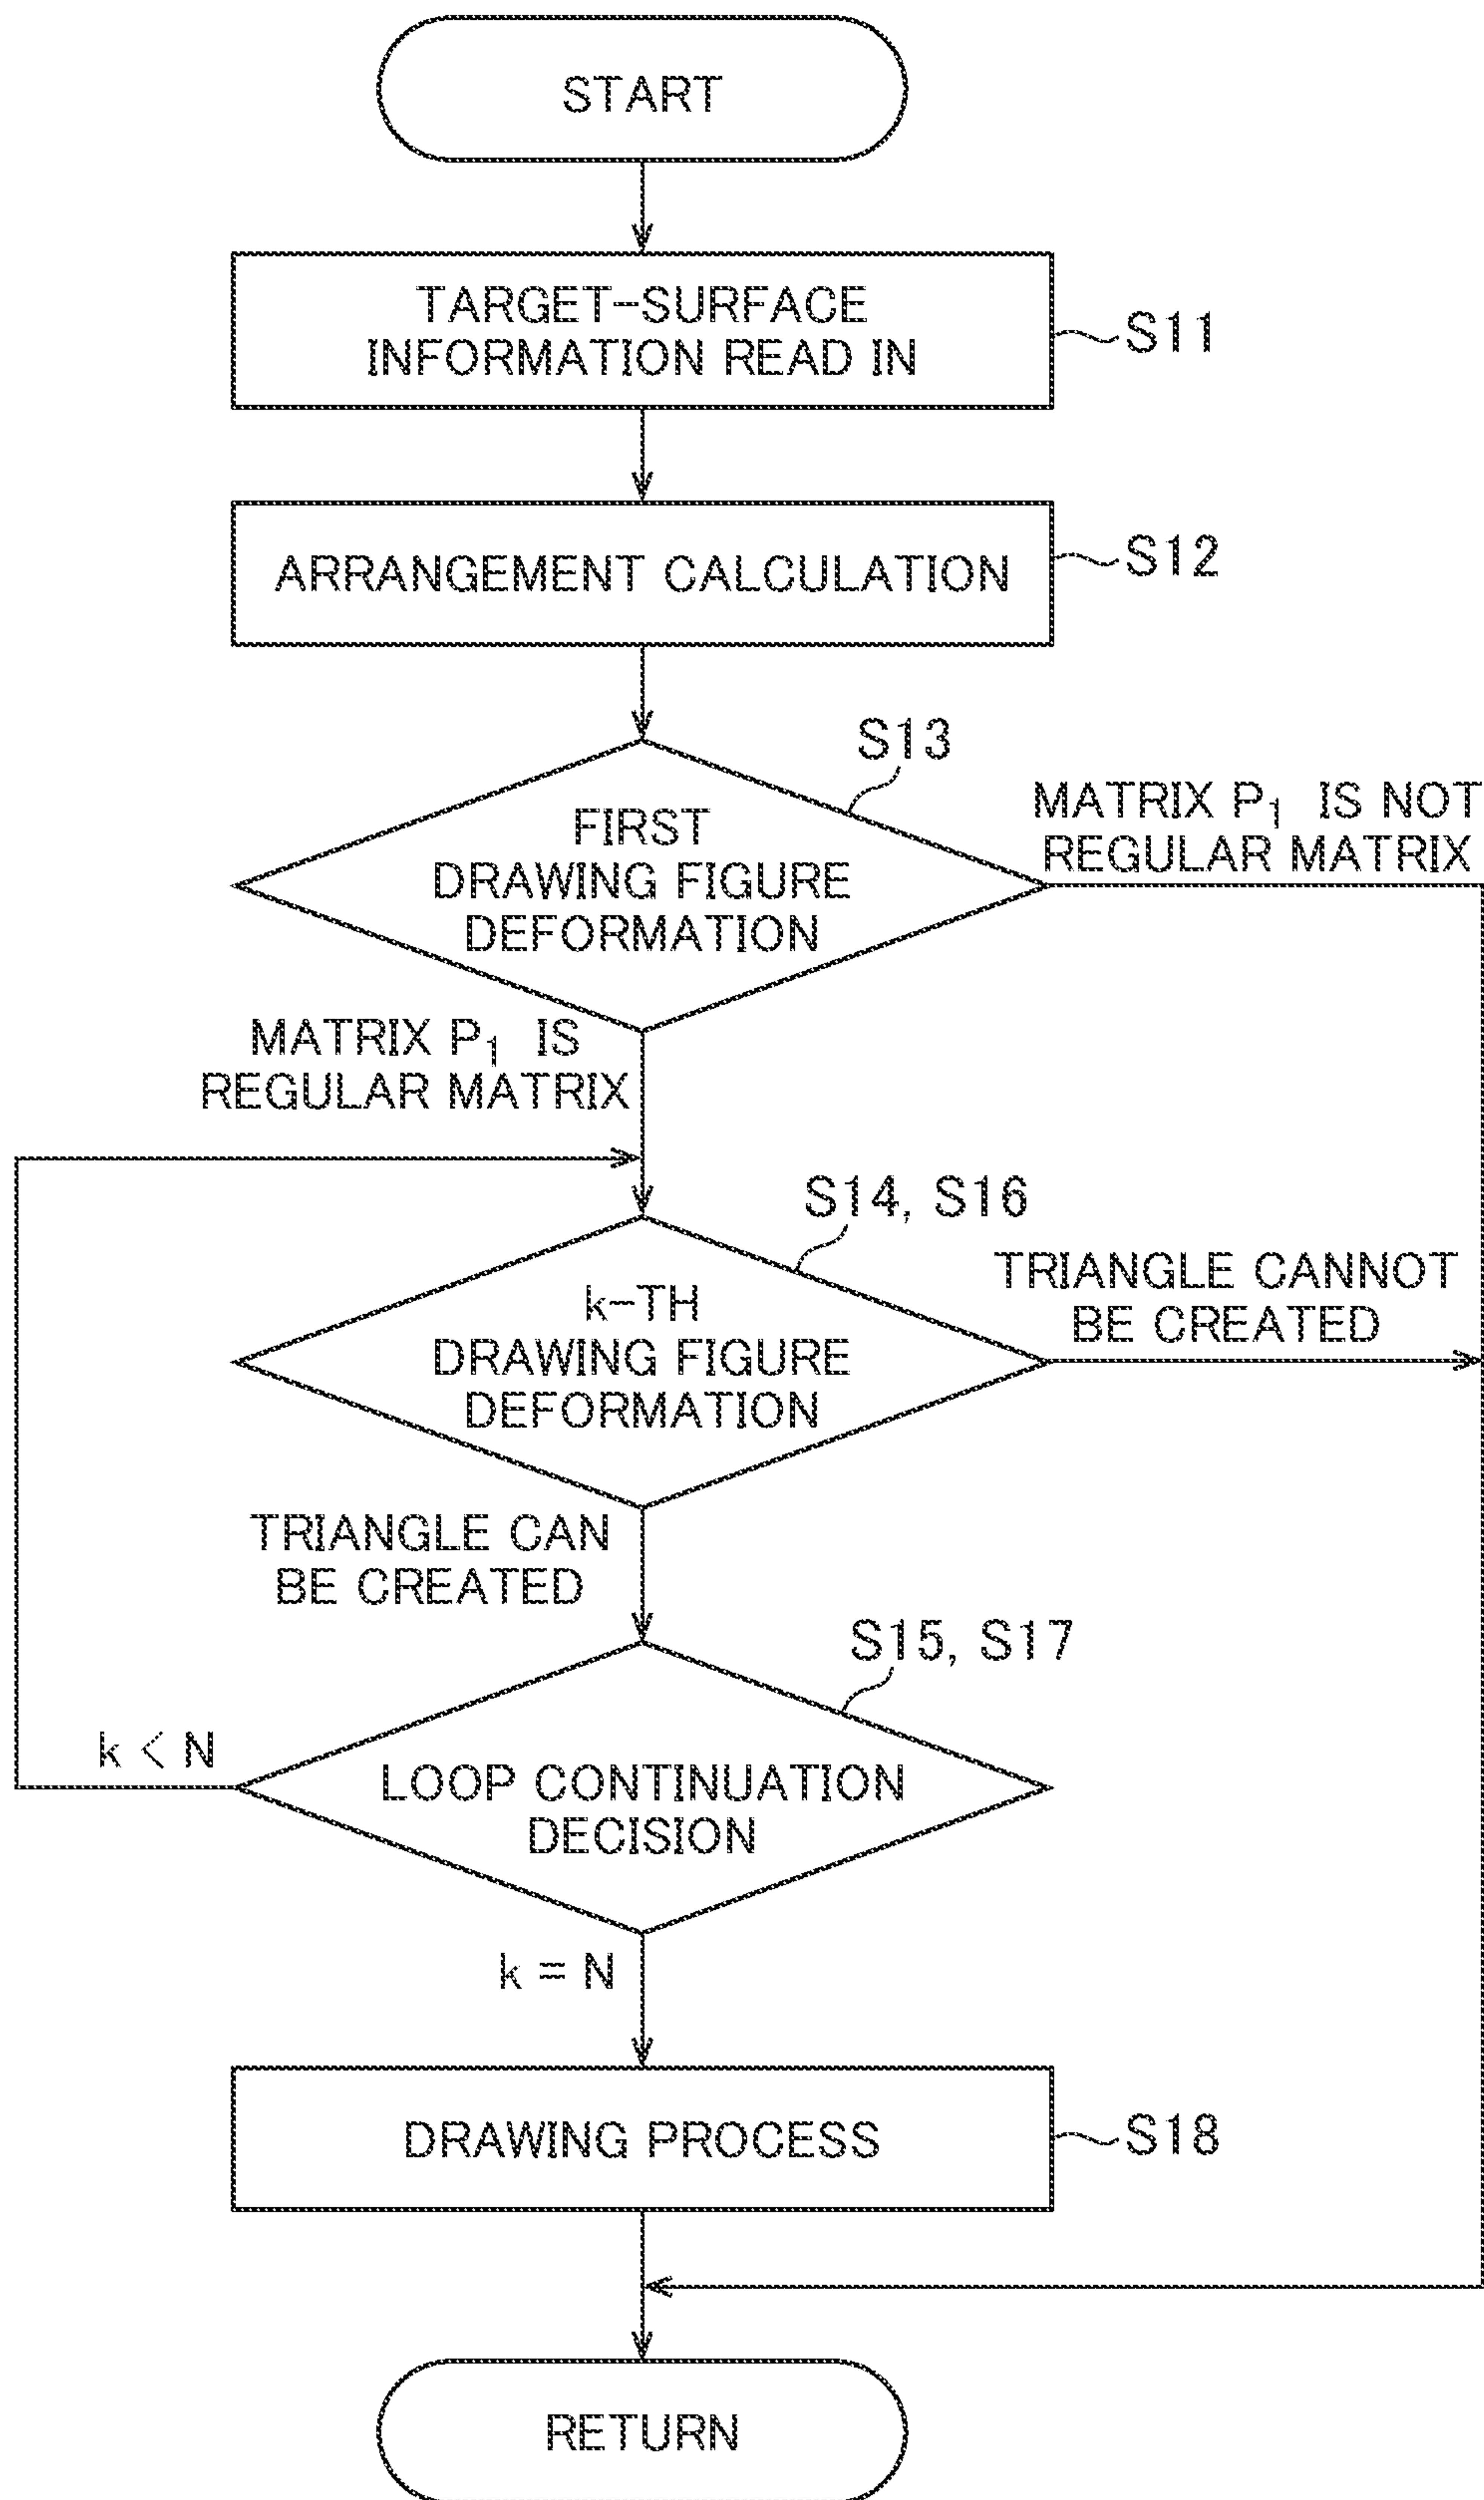 START
TARGET-SURFACE
INFORMATION READ IN
S11
ARRANGEMENT CALCULATION
S12
S13
FIRST
DRAWING FIGURE
DEFORMATION
MATRIX P1 IS NOT
REGULAR MATRIX
MATRIX P1 IS
REGULAR MATRIX
S14, S16
k-TH
DRAWING FIGURE
DEFORMATION
TRIANGLE CANNOT
BE CREATED
TRIANGLE CAN
BE CREATED
S15, S17
k < N
LOOP CONTINUATION
DECISION
k = N
DRAWING PROCESS
S18
RETURN